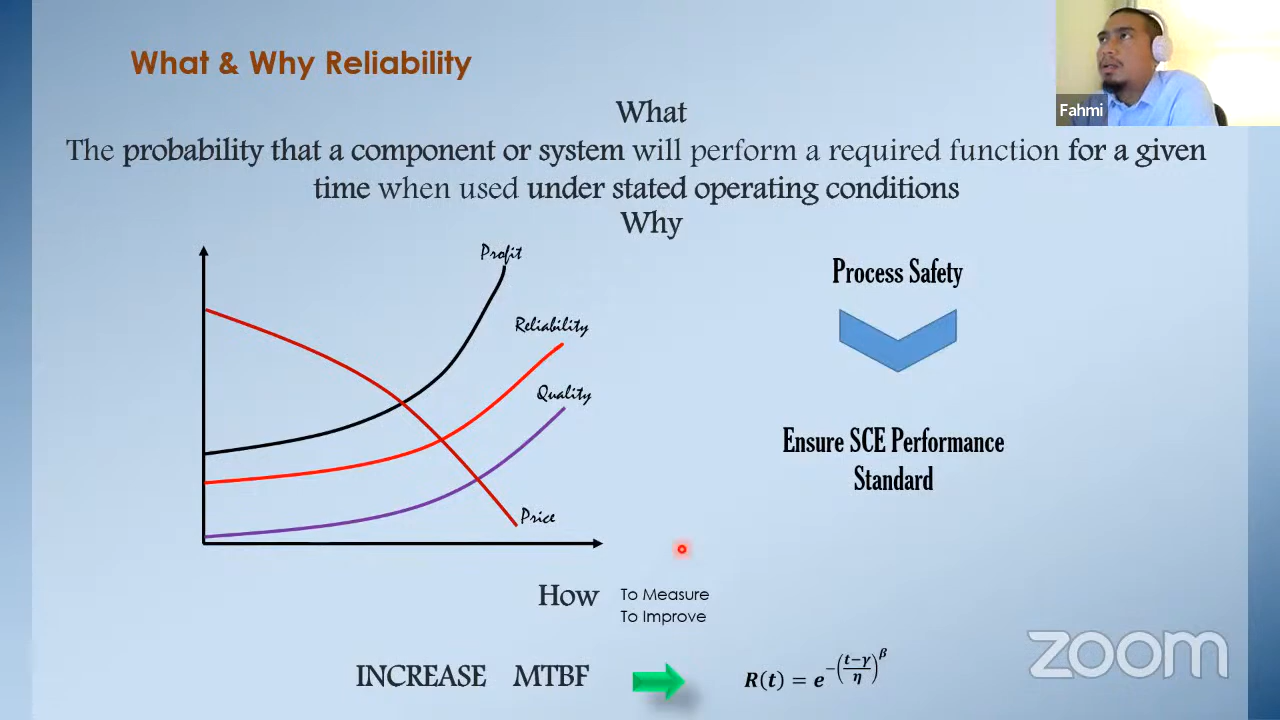 What & Why Reliability
Fahmi
What
The probability that a component or system will perform a required function for a given
time when used under stated operating conditions
Why
Profit
Reliability
Quality
Price
Process Safety
Ensure SCE Performance
Standard
How
To Measure
To Improve
INCREASE MTBF
R(t) = e^{-((t-γ)/η)^β}
zoom